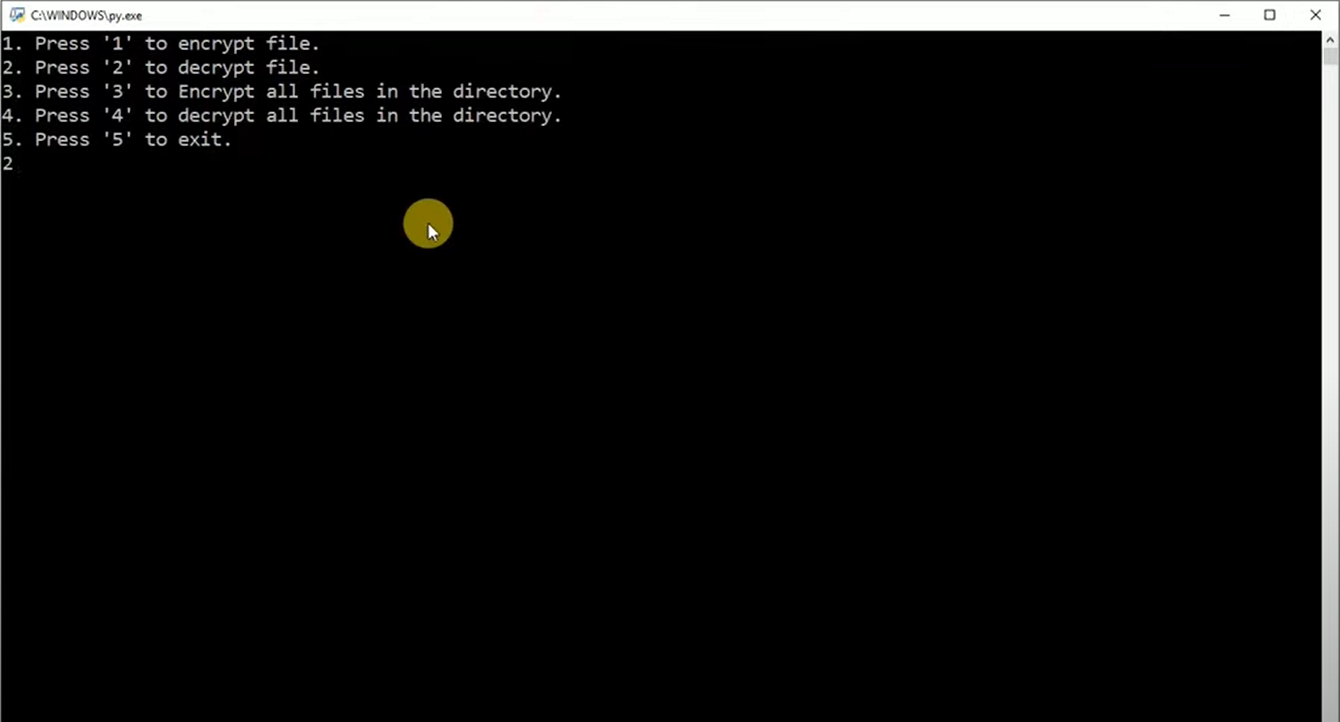 C:\WINDOWS\py.exe
1. Press '1' to encrypt file.
2. Press '2' to decrypt file.
3. Press '3' to Encrypt all files in the directory.
4. Press '4' to decrypt all files in the directory.
5. Press '5' to exit.
2